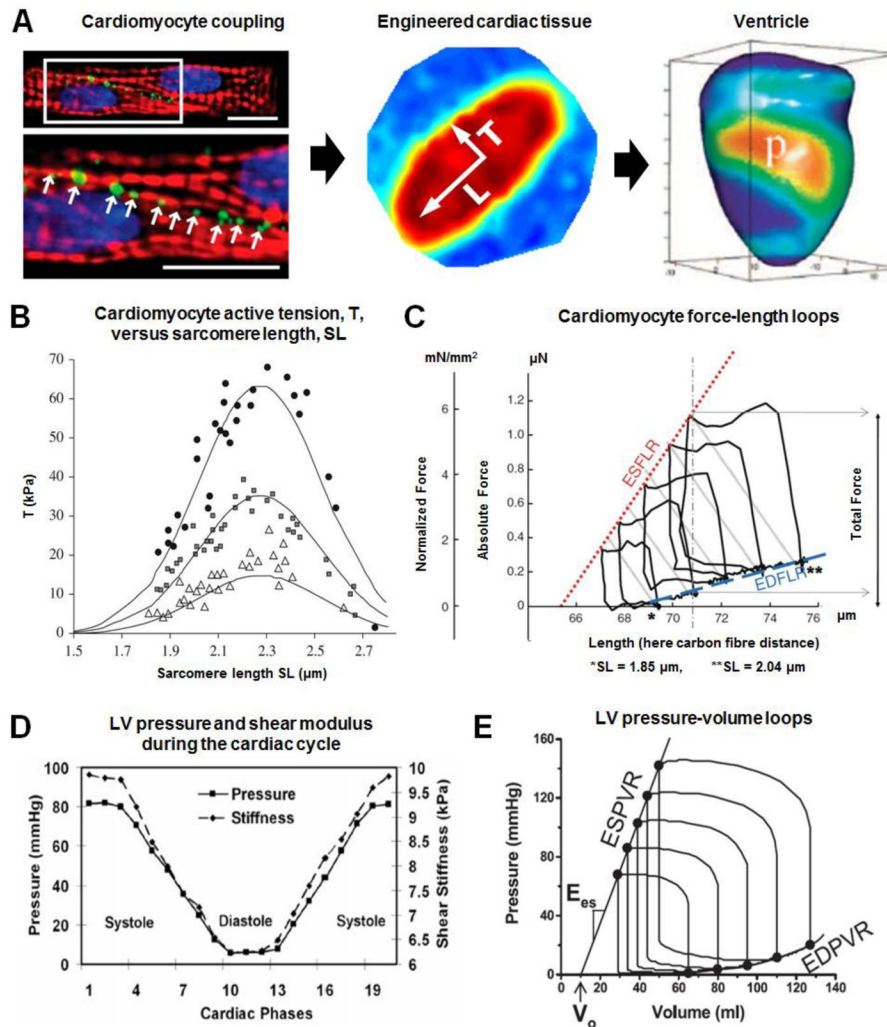 A
Cardiomyocyte coupling
Engineered cardiac tissue
Ventricle
T
L
p
B
Cardiomyocyte active tension, T,
versus sarcomere length, SL
T (kPa)
70
60
50
40
30
20
10
0
1.5 1.7 1.9 2.1 2.3 2.5 2.7
Sarcomere length SL (µm)
C
Cardiomyocyte force-length loops
mN/mm²
µN
Normalized Force
6
4
2
0
Absolute Force
1.2
1.0
0.8
0.6
0.4
0.2
0
ESFLR
EDFLR
Total Force
*
**
66 68 70 72 74 76 µm
Length (here carbon fibre distance)
*SL = 1.85 µm, **SL = 2.04 µm
D
LV pressure and shear modulus
during the cardiac cycle
Pressure (mmHg)
100
80
60
40
20
0
Pressure
Stiffness
Systole
Diastole
Systole
10
9.5
9
8.5
8
7.5
7
6.5
6
Shear Stiffness (kPa)
1 4 7 10 13 16 19
Cardiac Phases
E
LV pressure-volume loops
Pressure (mmHg)
160
120
80
40
0
ESPVR
Ees
EDPVR
0 20 40 60 80 100 120 140
Vo
Volume (ml)